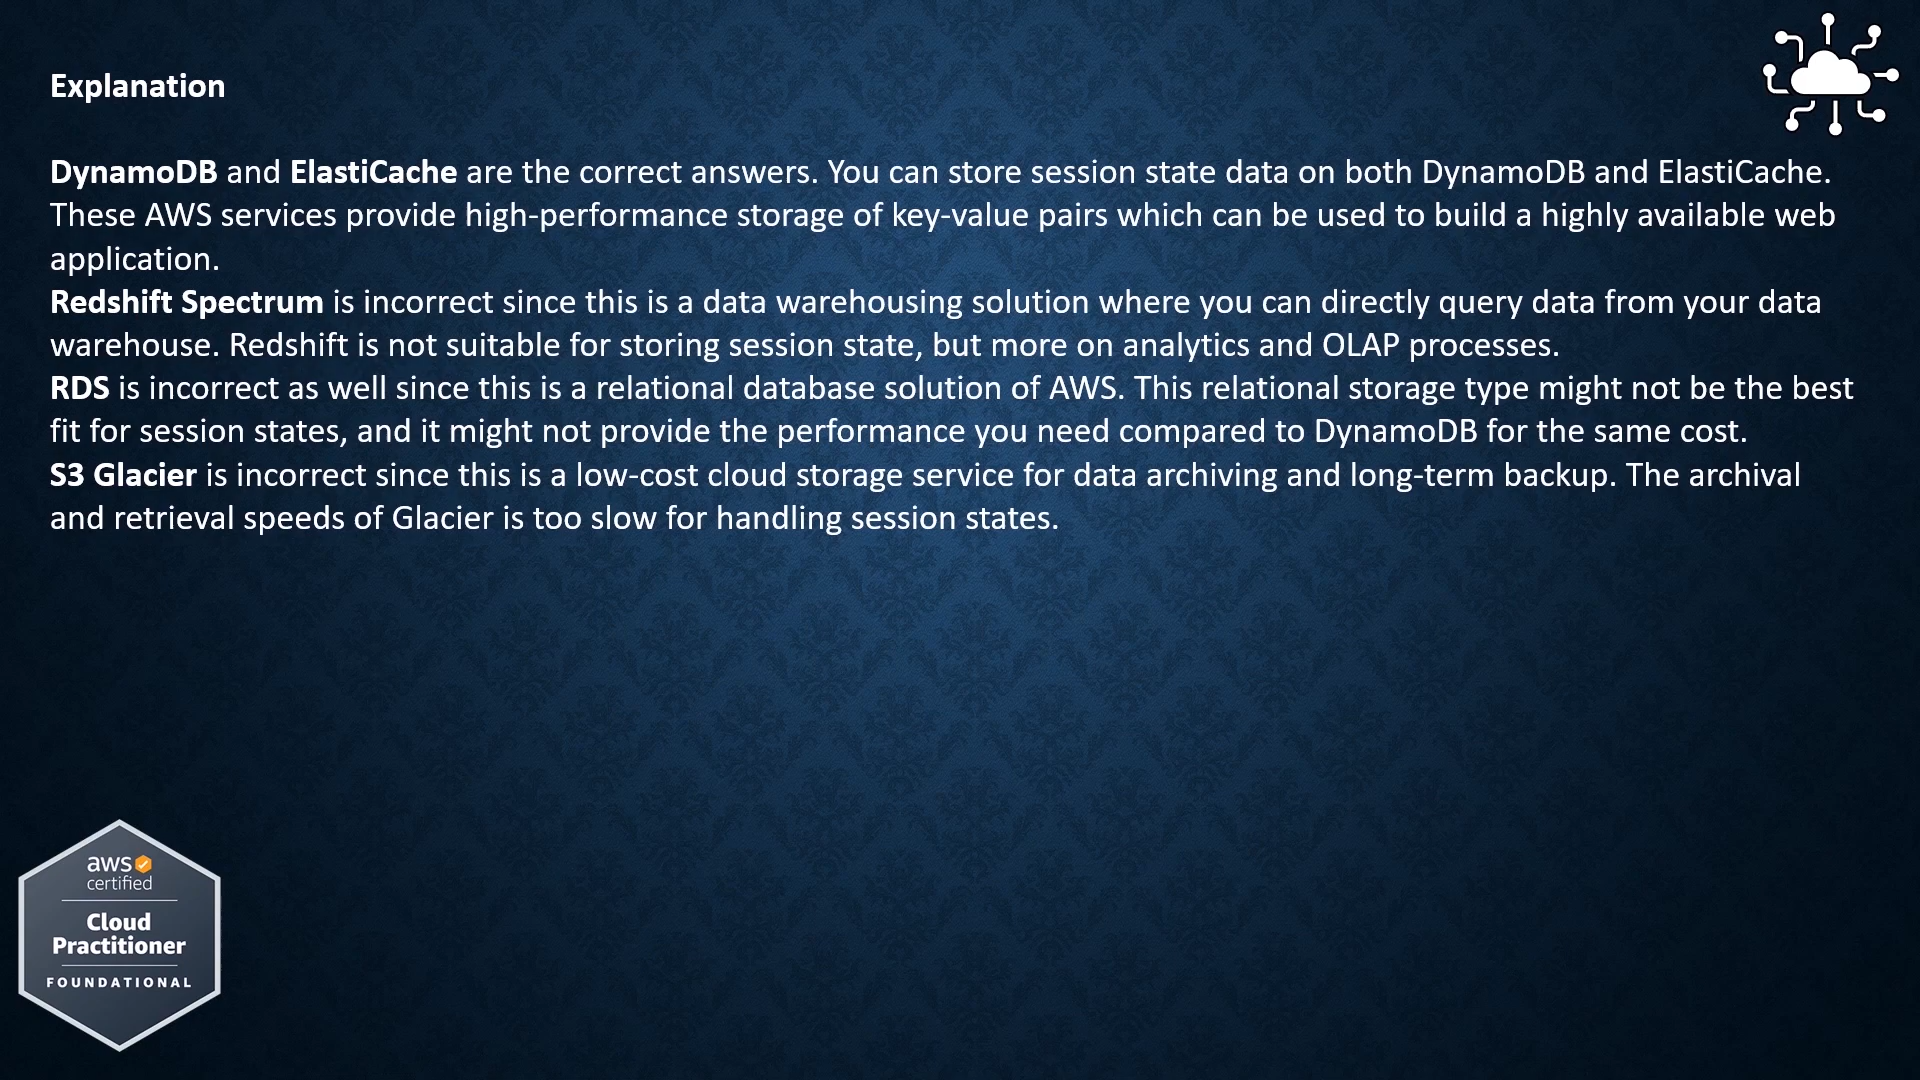 Explanation
DynamoDB and ElastiCache are the correct answers. You can store session state data on both DynamoDB and ElastiCache.
These AWS services provide high-performance storage of key-value pairs which can be used to build a highly available web
application.
Redshift Spectrum is incorrect since this is a data warehousing solution where you can directly query data from your data
warehouse. Redshift is not suitable for storing session state, but more on analytics and OLAP processes.
RDS is incorrect as well since this is a relational database solution of AWS. This relational storage type might not be the best
fit for session states, and it might not provide the performance you need compared to DynamoDB for the same cost.
S3 Glacier is incorrect since this is a low-cost cloud storage service for data archiving and long-term backup. The archival
and retrieval speeds of Glacier is too slow for handling session states.
aws
certified
Cloud
Practitioner
FOUNDATIONAL